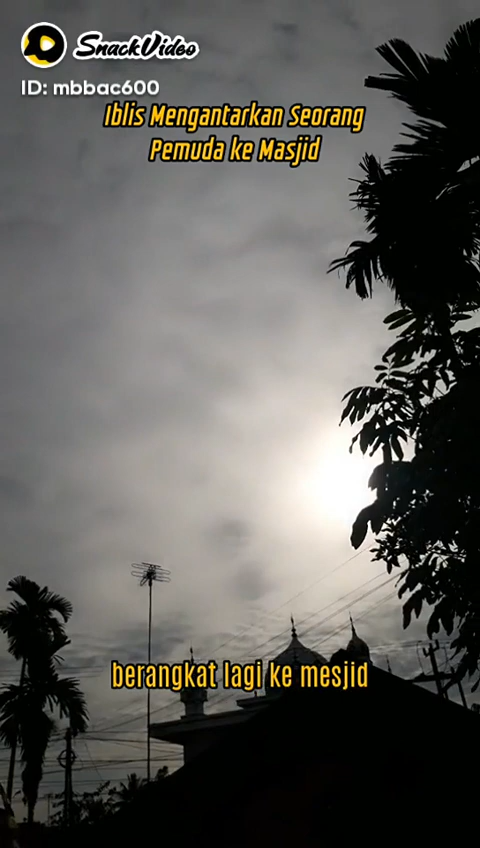 SnackVideo
ID: mbbac600
Iblis Mengantarkan Seorang
Pemuda ke Masjid
berangkat lagi ke mesjid